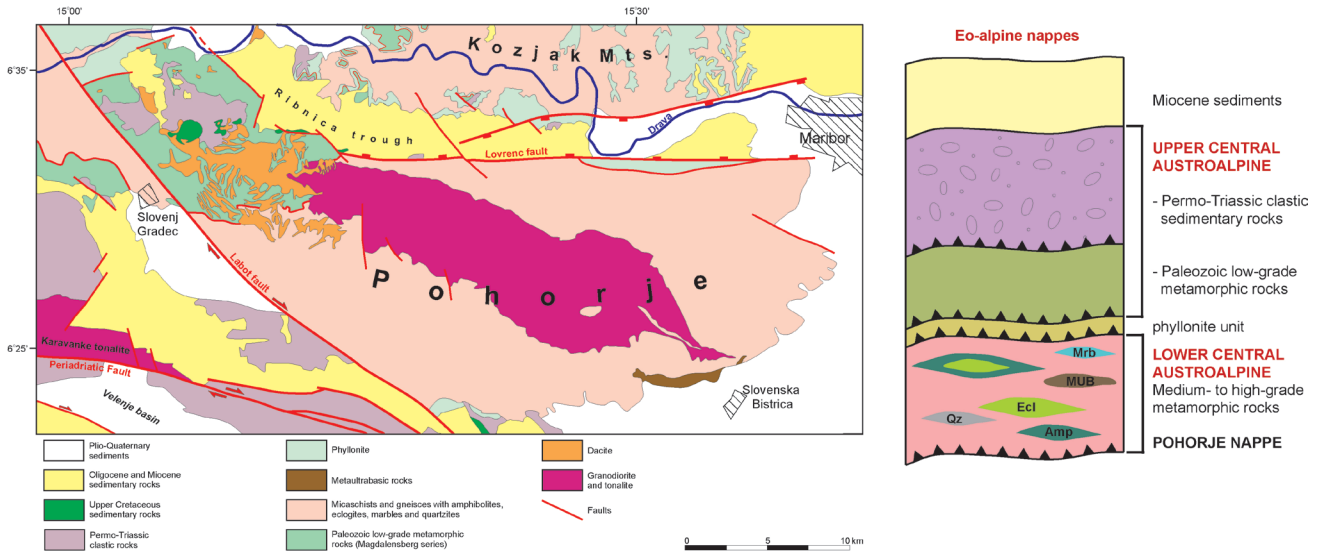 15°00'
15°30'
6°35'
6°25'
Kozjak Mts.
Ribnica trough
Drava
Maribor
Lovrenc fault
Slovenj
Gradec
Labot fault
Pohorje
Karavanke tonalite
Periadriatic Fault
Velenje basin
Slovenska
Bistrica
Plio-Quaternary
sediments
Oligocene and Miocene
sedimentary rocks
Upper Cretaceous
sedimentary rocks
Permo-Triassic
clastic rocks
Phyllonite
Metaultrabasic rocks
Micaschists and gneisses with amphibolites,
eclogites, marbles and quartzites
Paleozoic low-grade metamorphic
rocks (Magdalensberg series)
Dacite
Granodiorite
and tonalite
Faults
0 5 10 km
Eo-alpine nappes
Miocene sediments
UPPER CENTRAL
AUSTROALPINE
- Permo-Triassic clastic
sedimentary rocks
- Paleozoic low-grade
metamorphic rocks
phyllonite unit
LOWER CENTRAL
AUSTROALPINE
Medium- to high-grade
metamorphic rocks
POHORJE NAPPE
Mrb
MUB
Ecl
Qz
Amp